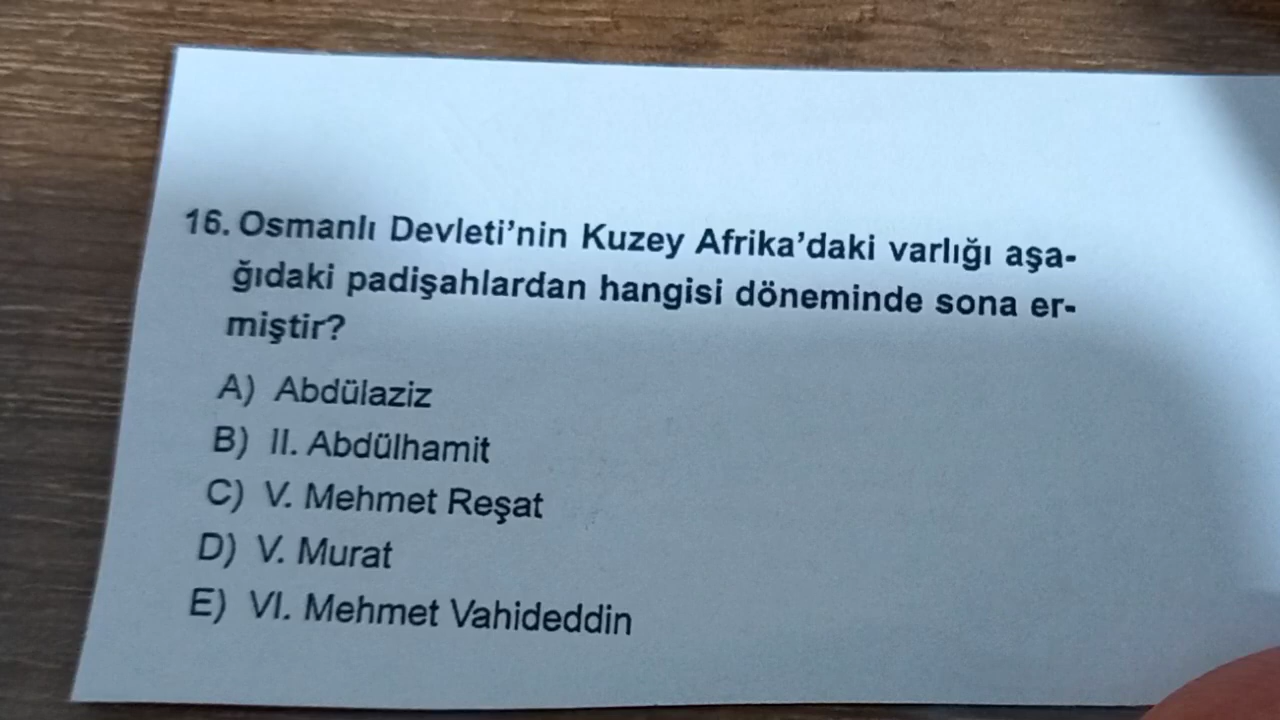 16. Osmanlı Devleti'nin Kuzey Afrika'daki varlığı aşa-
ğıdaki padişahlardan hangisi döneminde sona er-
miştir?
A) Abdülaziz
B) II. Abdülhamit
C) V. Mehmet Reşat
D) V. Murat
E) VI. Mehmet Vahideddin